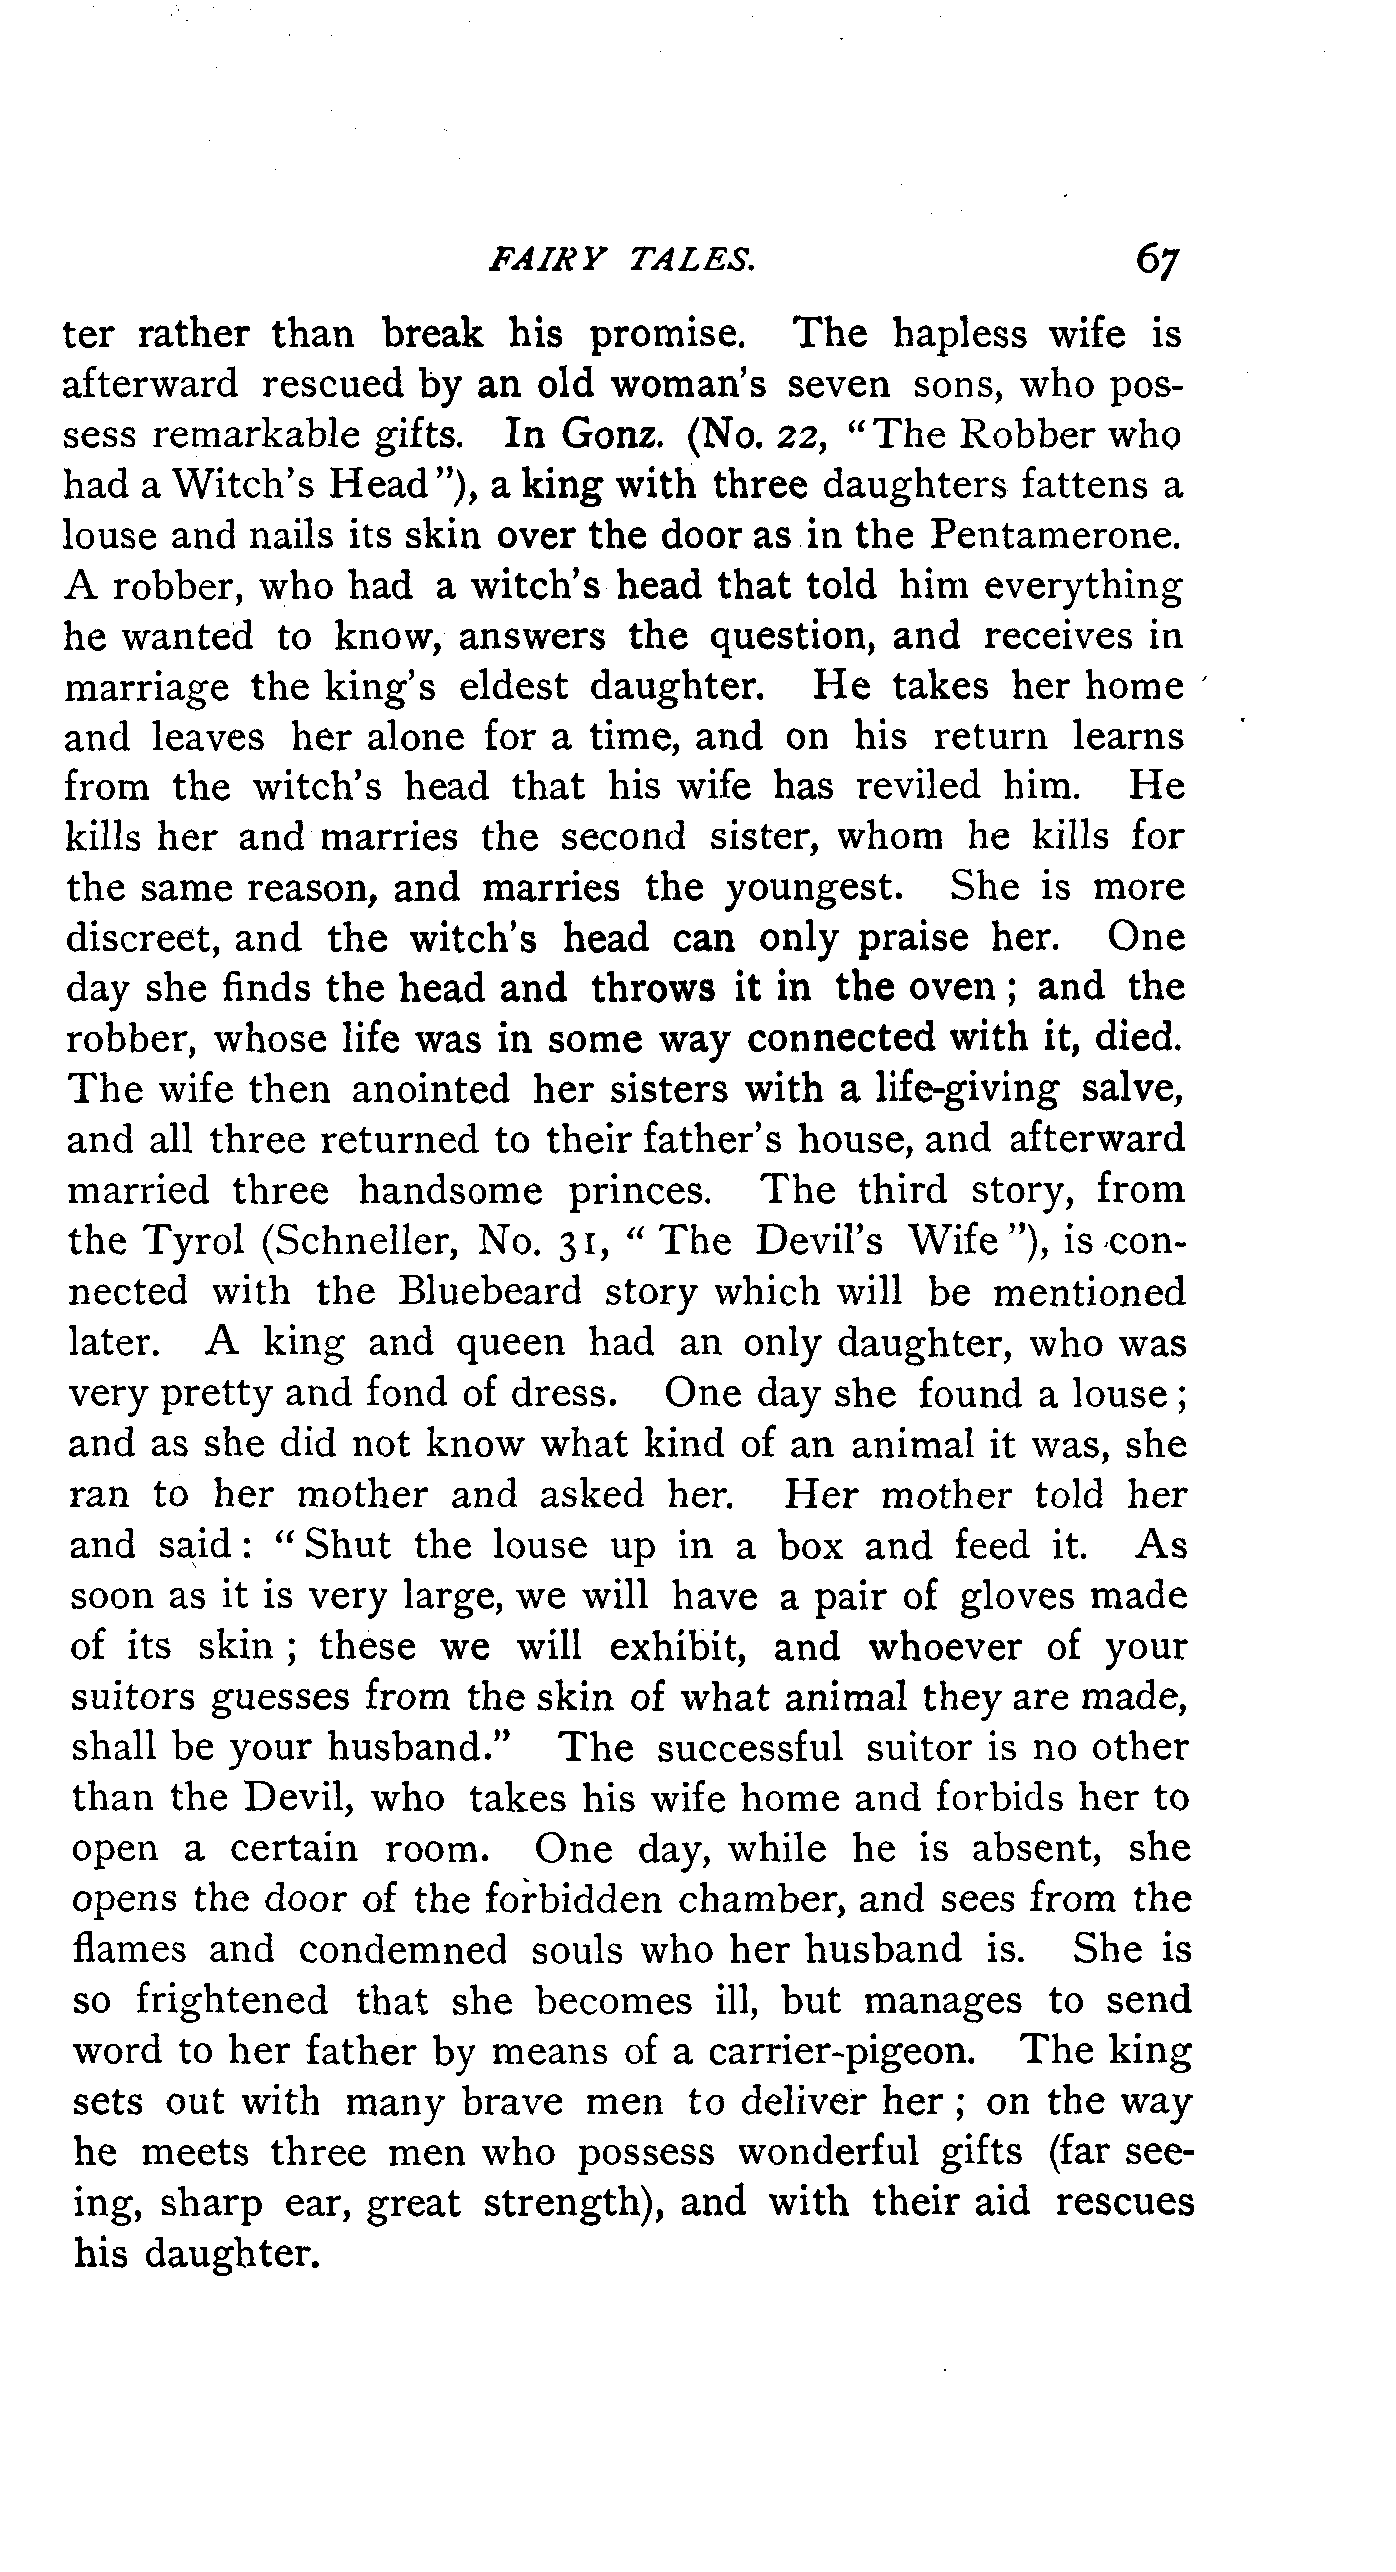 FAIRY TALES. 67
ter rather than break his promise. The hapless wife is
afterward rescued by an old woman's seven sons, who pos-
sess remarkable gifts. In Gonz. (No. 22, "The Robber who
had a Witch's Head"), a king with three daughters fattens a
louse and nails its skin over the door as in the Pentamerone.
A robber, who had a witch's head that told him everything
he wanted to know, answers the question, and receives in
marriage the king's eldest daughter. He takes her home
and leaves her alone for a time, and on his return learns
from the witch's head that his wife has reviled him. He
kills her and marries the second sister, whom he kills for
the same reason, and marries the youngest. She is more
discreet, and the witch's head can only praise her. One
day she finds the head and throws it in the oven; and the
robber, whose life was in some way connected with it, died.
The wife then anointed her sisters with a life-giving salve,
and all three returned to their father's house, and afterward
married three handsome princes. The third story, from
the Tyrol (Schneller, No. 31, "The Devil's Wife"), is con-
nected with the Bluebeard story which will be mentioned
later. A king and queen had an only daughter, who was
very pretty and fond of dress. One day she found a louse;
and as she did not know what kind of an animal it was, she
ran to her mother and asked her. Her mother told her
and said: "Shut the louse up in a box and feed it. As
soon as it is very large, we will have a pair of gloves made
of its skin; these we will exhibit, and whoever of your
suitors guesses from the skin of what animal they are made,
shall be your husband." The successful suitor is no other
than the Devil, who takes his wife home and forbids her to
open a certain room. One day, while he is absent, she
opens the door of the forbidden chamber, and sees from the
flames and condemned souls who her husband is. She is
so frightened that she becomes ill, but manages to send
word to her father by means of a carrier-pigeon. The king
sets out with many brave men to deliver her; on the way
he meets three men who possess wonderful gifts (far see-
ing, sharp ear, great strength), and with their aid rescues
his daughter.